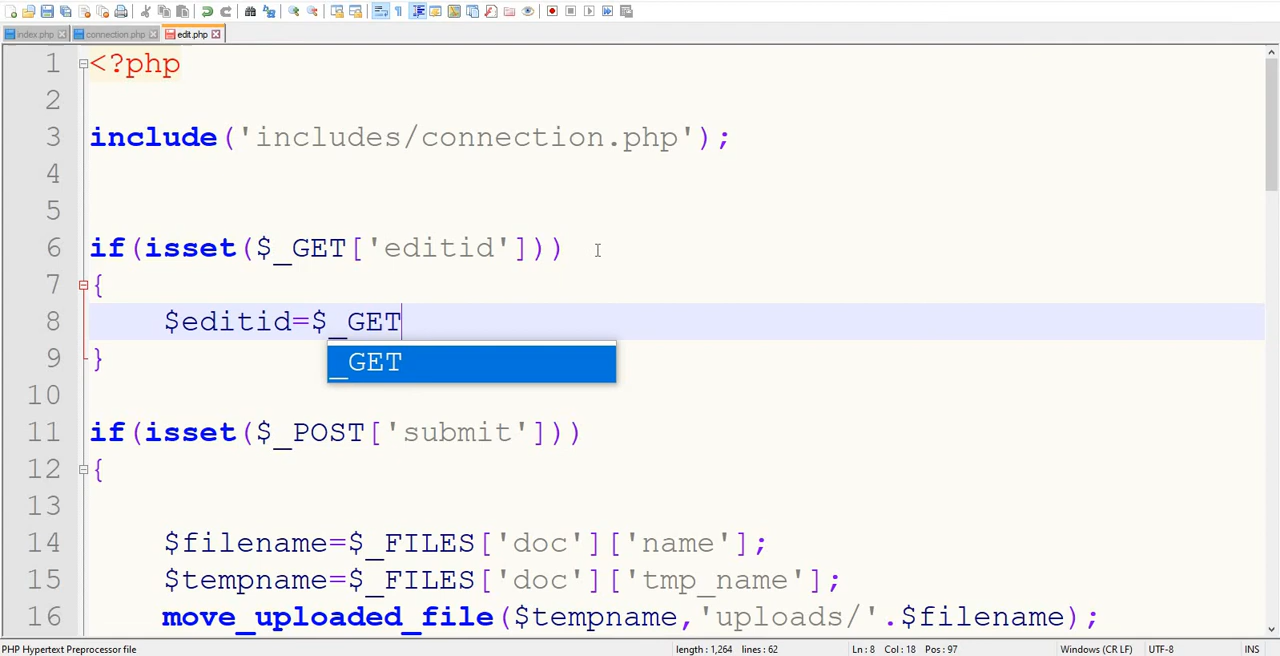 index.php connection.php edit.php
1 <?php
2
3 include('includes/connection.php');
4
5
6 if(isset($_GET['editid']))
7 {
8 $editid=$_GET
9 }
_GET
10
11 if(isset($_POST['submit']))
12 {
13
14 $filename=$_FILES['doc']['name'];
15 $tempname=$_FILES['doc']['tmp_name'];
16 move_uploaded_file($tempname,'uploads/'.$filename);
PHP Hypertext Preprocessor file length : 1,264 lines : 62 Ln : 8 Col : 18 Pos : 97 Windows (CR LF) UTF-8 INS